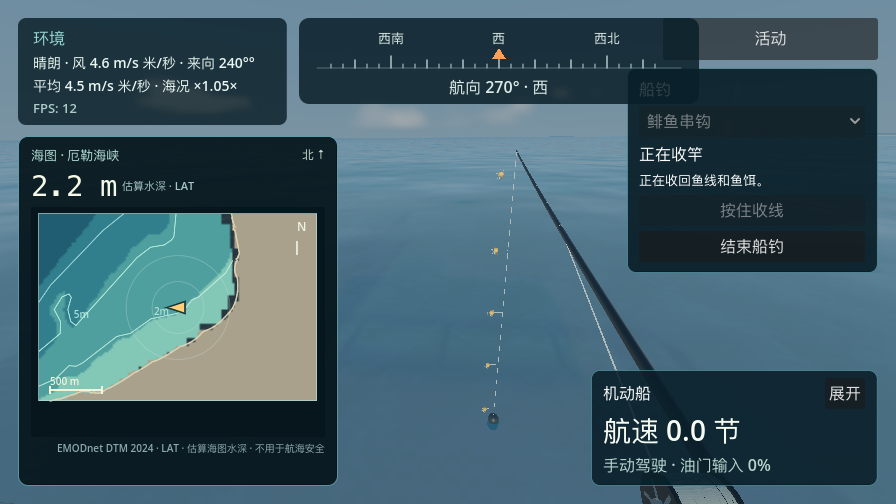 环境
晴朗 · 风 4.6 m/s 米/秒 · 来向 240°°
平均 4.5 m/s 米/秒 · 海况 ×1.05×
FPS: 12
西南 西 西北
航向 270° · 西
活动
船钓
鲱鱼串钩
正在收竿
正在收回鱼线和鱼饵。
按住收线
结束船钓
海图 · 厄勒海峡 北 ↑
2.2 m 估算水深 · LAT
N
5m
2m
500 m
EMODnet DTM 2024 · LAT · 估算海图水深 · 不用于航海安全
机动船 展开
航速 0.0 节
手动驾驶 · 油门输入 0%